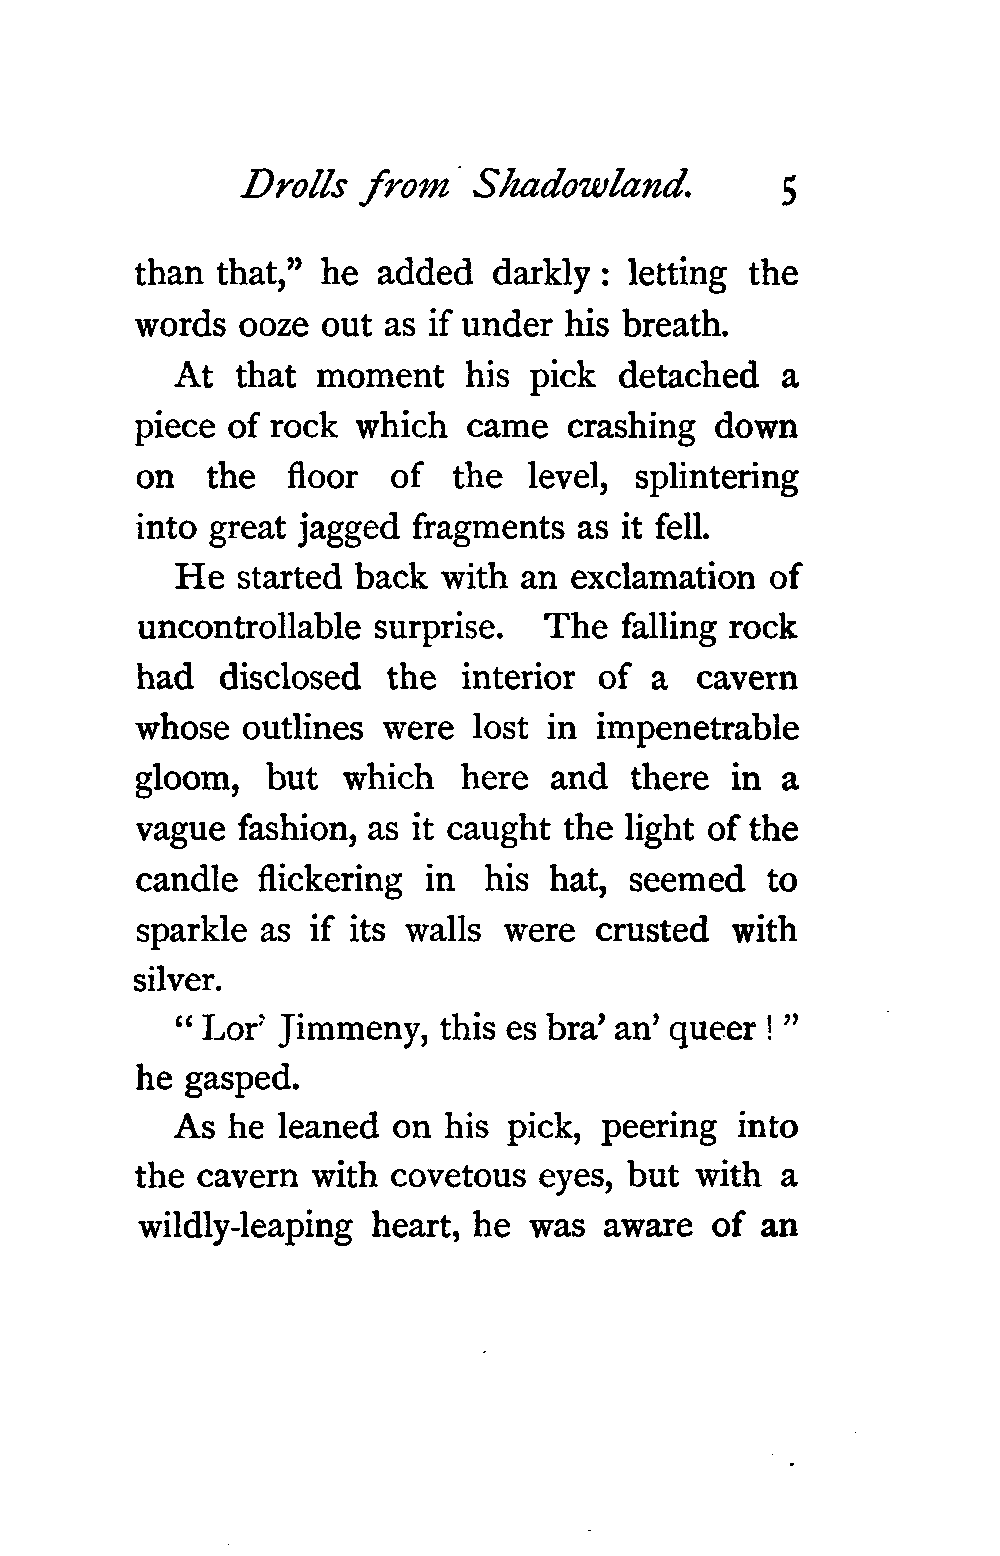 Drolls from Shadowland. 5
than that,” he added darkly : letting the
words ooze out as if under his breath.
At that moment his pick detached a
piece of rock which came crashing down
on the floor of the level, splintering
into great jagged fragments as it fell.
He started back with an exclamation of
uncontrollable surprise. The falling rock
had disclosed the interior of a cavern
whose outlines were lost in impenetrable
gloom, but which here and there in a
vague fashion, as it caught the light of the
candle flickering in his hat, seemed to
sparkle as if its walls were crusted with
silver.
“ Lor’ Jimmeny, this es bra’ an’ queer ! ”
he gasped.
As he leaned on his pick, peering into
the cavern with covetous eyes, but with a
wildly-leaping heart, he was aware of an